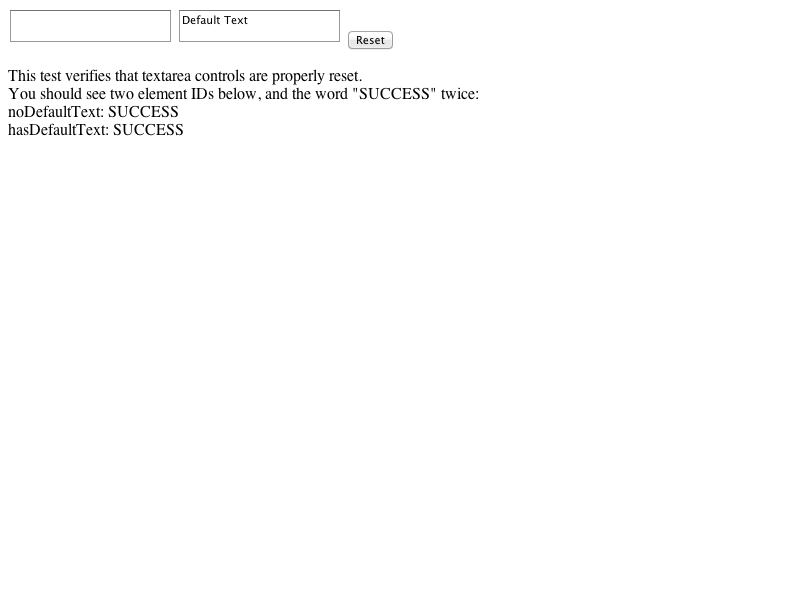 Default Text
Reset
This test verifies that textarea controls are properly reset.
You should see two element IDs below, and the word "SUCCESS" twice:
noDefaultText: SUCCESS
hasDefaultText: SUCCESS